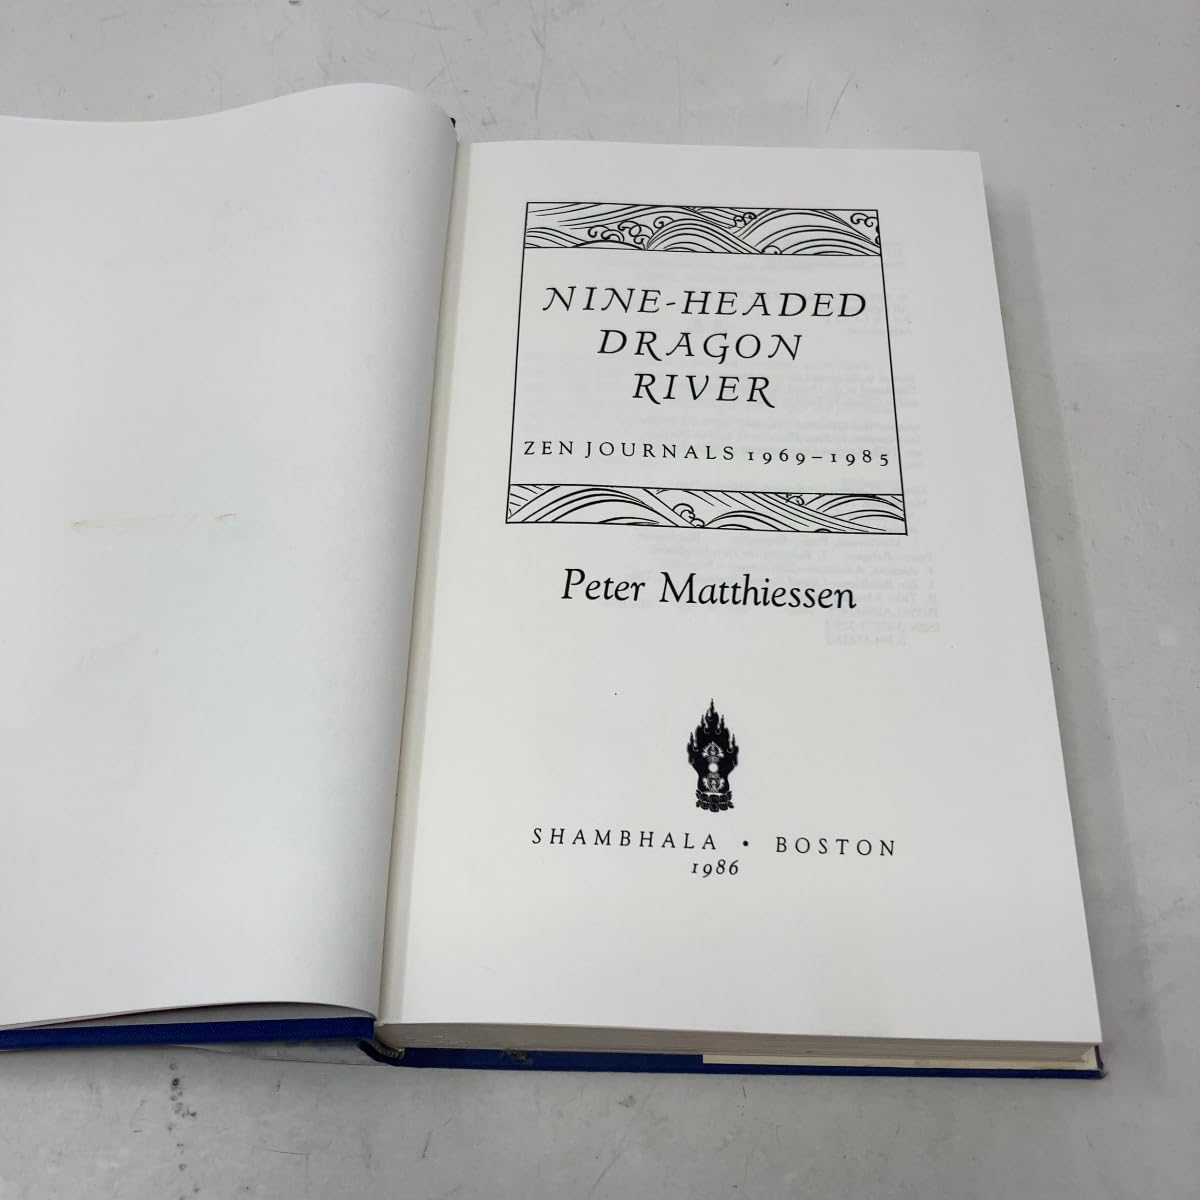 NINE-HEADED
DRAGON
RIVER
ZEN JOURNALS 1969–1985
Peter Matthiessen
SHAMBHALA • BOSTON
1986